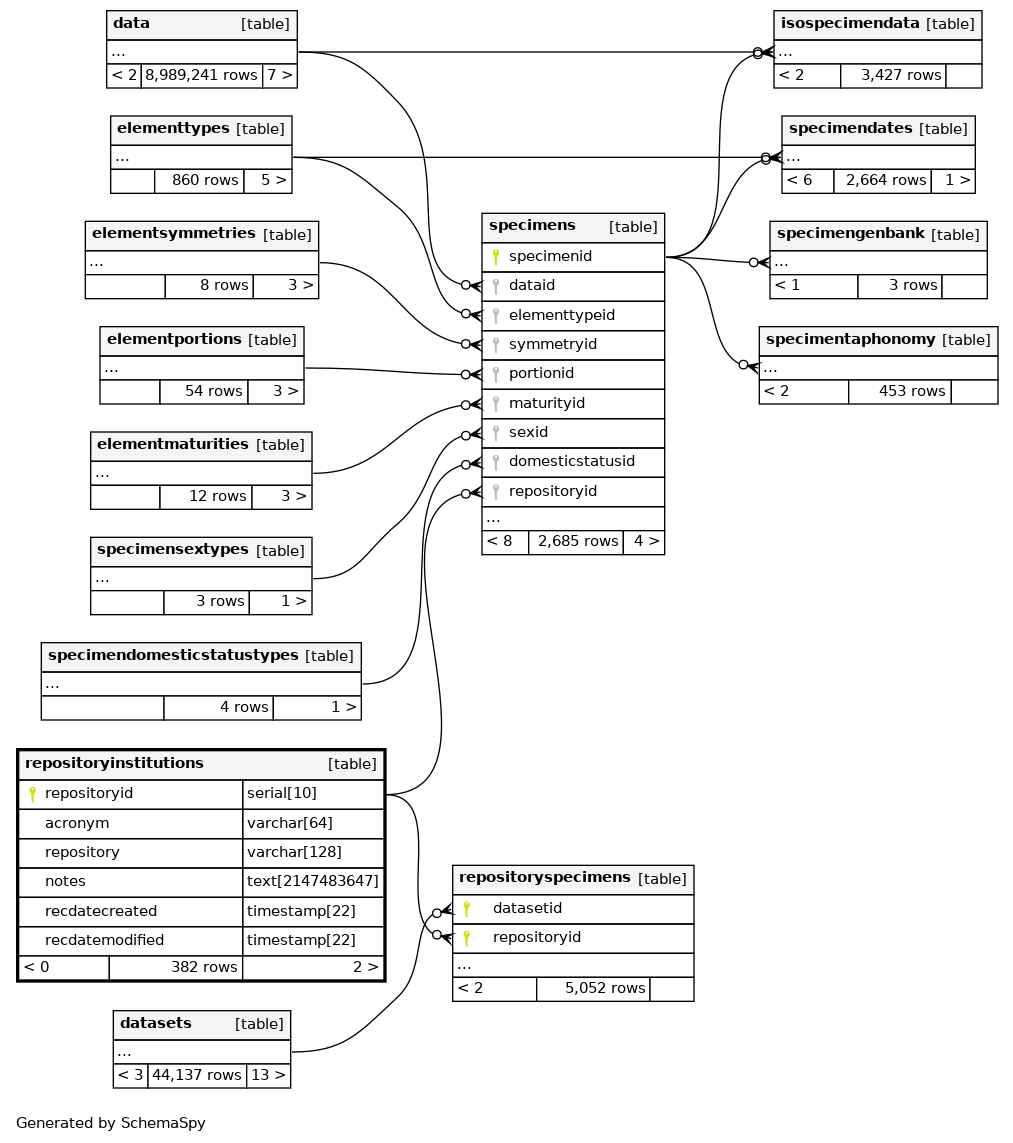 data [table]
...
< 2 8,989,241 rows 7 >
elementtypes [table]
...
860 rows 5 >
elementsymmetries [table]
...
8 rows 3 >
elementportions [table]
...
54 rows 3 >
elementmaturities [table]
...
12 rows 3 >
specimensextypes [table]
...
3 rows 1 >
specimendomesticstatustypes [table]
...
4 rows 1 >
repositoryinstitutions [table]
repositoryid serial[10]
acronym varchar[64]
repository varchar[128]
notes text[2147483647]
recdatecreated timestamp[22]
recdatemodified timestamp[22]
< 0 382 rows 2 >
datasets [table]
...
< 3 44,137 rows 13 >
specimens [table]
specimenid
dataid
elementtypeid
symmetryid
portionid
maturityid
sexid
domesticstatusid
repositoryid
...
< 8 2,685 rows 4 >
repositoryspecimens [table]
datasetid
repositoryid
...
< 2 5,052 rows
isospecimendata [table]
...
< 2 3,427 rows
specimendates [table]
...
< 6 2,664 rows 1 >
specimengenbank [table]
...
< 1 3 rows
specimentaphonomy [table]
...
< 2 453 rows
Generated by SchemaSpy